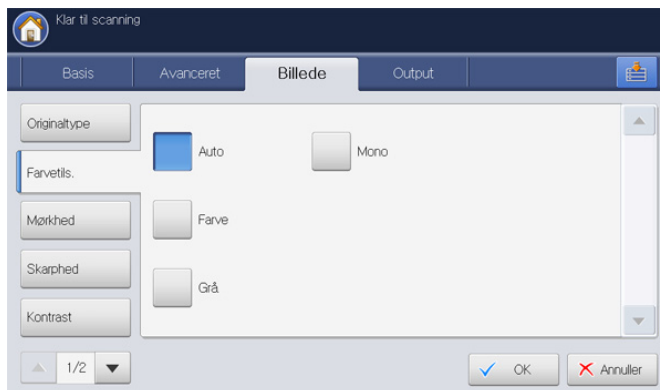 Klar til scanning
Basis
Avanceret
Billede
Output
Originaltype
Farvetils.
Mørkhed
Skarphed
Kontrast
1/2
Auto
Mono
Farve
Grå
OK
Annuller